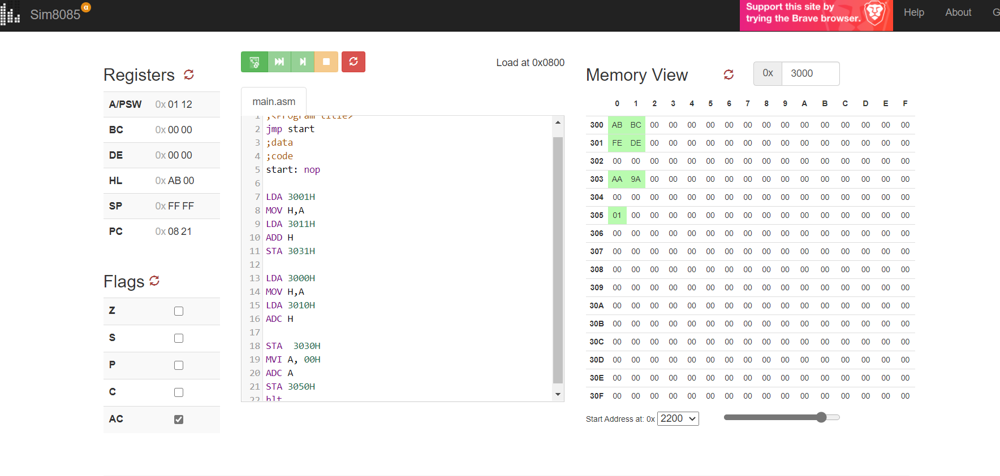 Sim8085 α
Support this site by
trying the Brave browser.
Help
About
G
Load at 0x0800
Registers
A/PSW 0x 01 12
BC 0x 00 00
DE 0x 00 00
HL 0x AB 00
SP 0x FF FF
PC 0x 08 21
Flags
Z
S
P
C
AC
main.asm
1 ;<Program title>
2 jmp start
3 ;data
4 ;code
5 start: nop
6
7 LDA 3001H
8 MOV H,A
9 LDA 3011H
10 ADD H
11 STA 3031H
12
13 LDA 3000H
14 MOV H,A
15 LDA 3010H
16 ADC H
17
18 STA  3030H
19 MVI A, 00H
20 ADC A
21 STA 3050H
22 hlt
Memory View
0x 3000
0 1 2 3 4 5 6 7 8 9 A B C D E F
300 AB BC 00 00 00 00 00 00 00 00 00 00 00 00 00 00
301 FE DE 00 00 00 00 00 00 00 00 00 00 00 00 00 00
302 00 00 00 00 00 00 00 00 00 00 00 00 00 00 00 00
303 AA 9A 00 00 00 00 00 00 00 00 00 00 00 00 00 00
304 00 00 00 00 00 00 00 00 00 00 00 00 00 00 00 00
305 01 00 00 00 00 00 00 00 00 00 00 00 00 00 00 00
306 00 00 00 00 00 00 00 00 00 00 00 00 00 00 00 00
307 00 00 00 00 00 00 00 00 00 00 00 00 00 00 00 00
308 00 00 00 00 00 00 00 00 00 00 00 00 00 00 00 00
309 00 00 00 00 00 00 00 00 00 00 00 00 00 00 00 00
30A 00 00 00 00 00 00 00 00 00 00 00 00 00 00 00 00
30B 00 00 00 00 00 00 00 00 00 00 00 00 00 00 00 00
30C 00 00 00 00 00 00 00 00 00 00 00 00 00 00 00 00
30D 00 00 00 00 00 00 00 00 00 00 00 00 00 00 00 00
30E 00 00 00 00 00 00 00 00 00 00 00 00 00 00 00 00
30F 00 00 00 00 00 00 00 00 00 00 00 00 00 00 00 00
Start Address at: 0x 2200